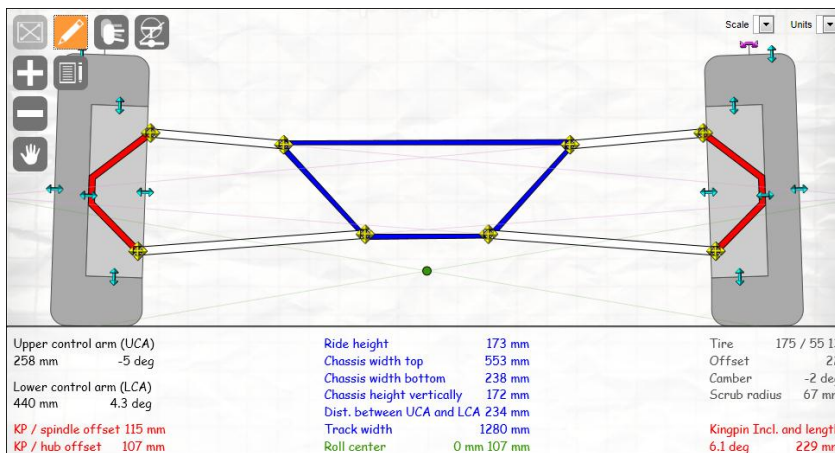 Scale Units
Upper control arm (UCA)
258 mm -5 deg
Lower control arm (LCA)
440 mm 4.3 deg
KP / spindle offset 115 mm
KP / hub offset 107 mm
Ride height 173 mm
Chassis width top 553 mm
Chassis width bottom 238 mm
Chassis height vertically 172 mm
Dist. between UCA and LCA 234 mm
Track width 1280 mm
Roll center 0 mm 107 mm
Tire 175 / 55 1
Offset 2
Camber -2 deg
Scrub radius 67 mm
Kingpin Incl. and length
6.1 deg 229 mm